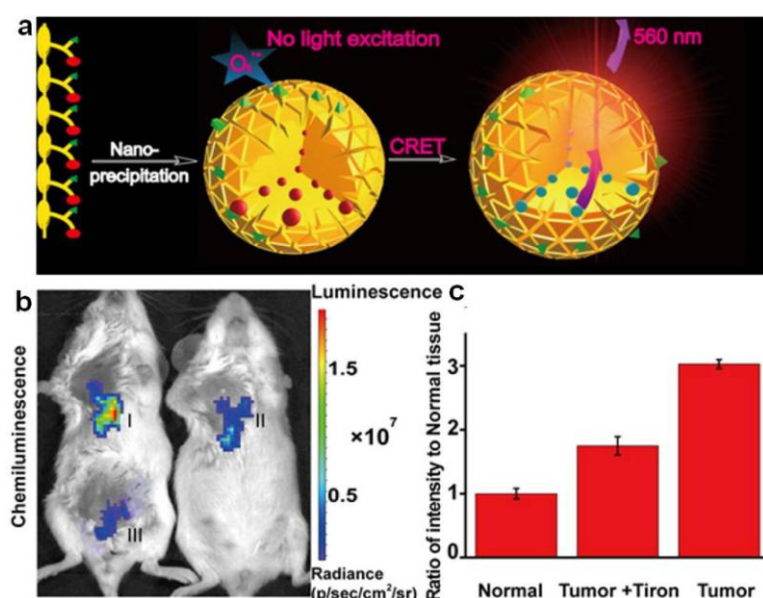 a
No light excitation
560 nm
O₂•⁻
Nano-
precipitation
CRET
b
Chemiluminescence
I
II
III
Luminescence
1.5
×10⁷
0.5
Radiance
(p/sec/cm²/sr)
c
Ratio of intensity to Normal tissue
3
2
1
0
Normal
Tumor +Tiron
Tumor